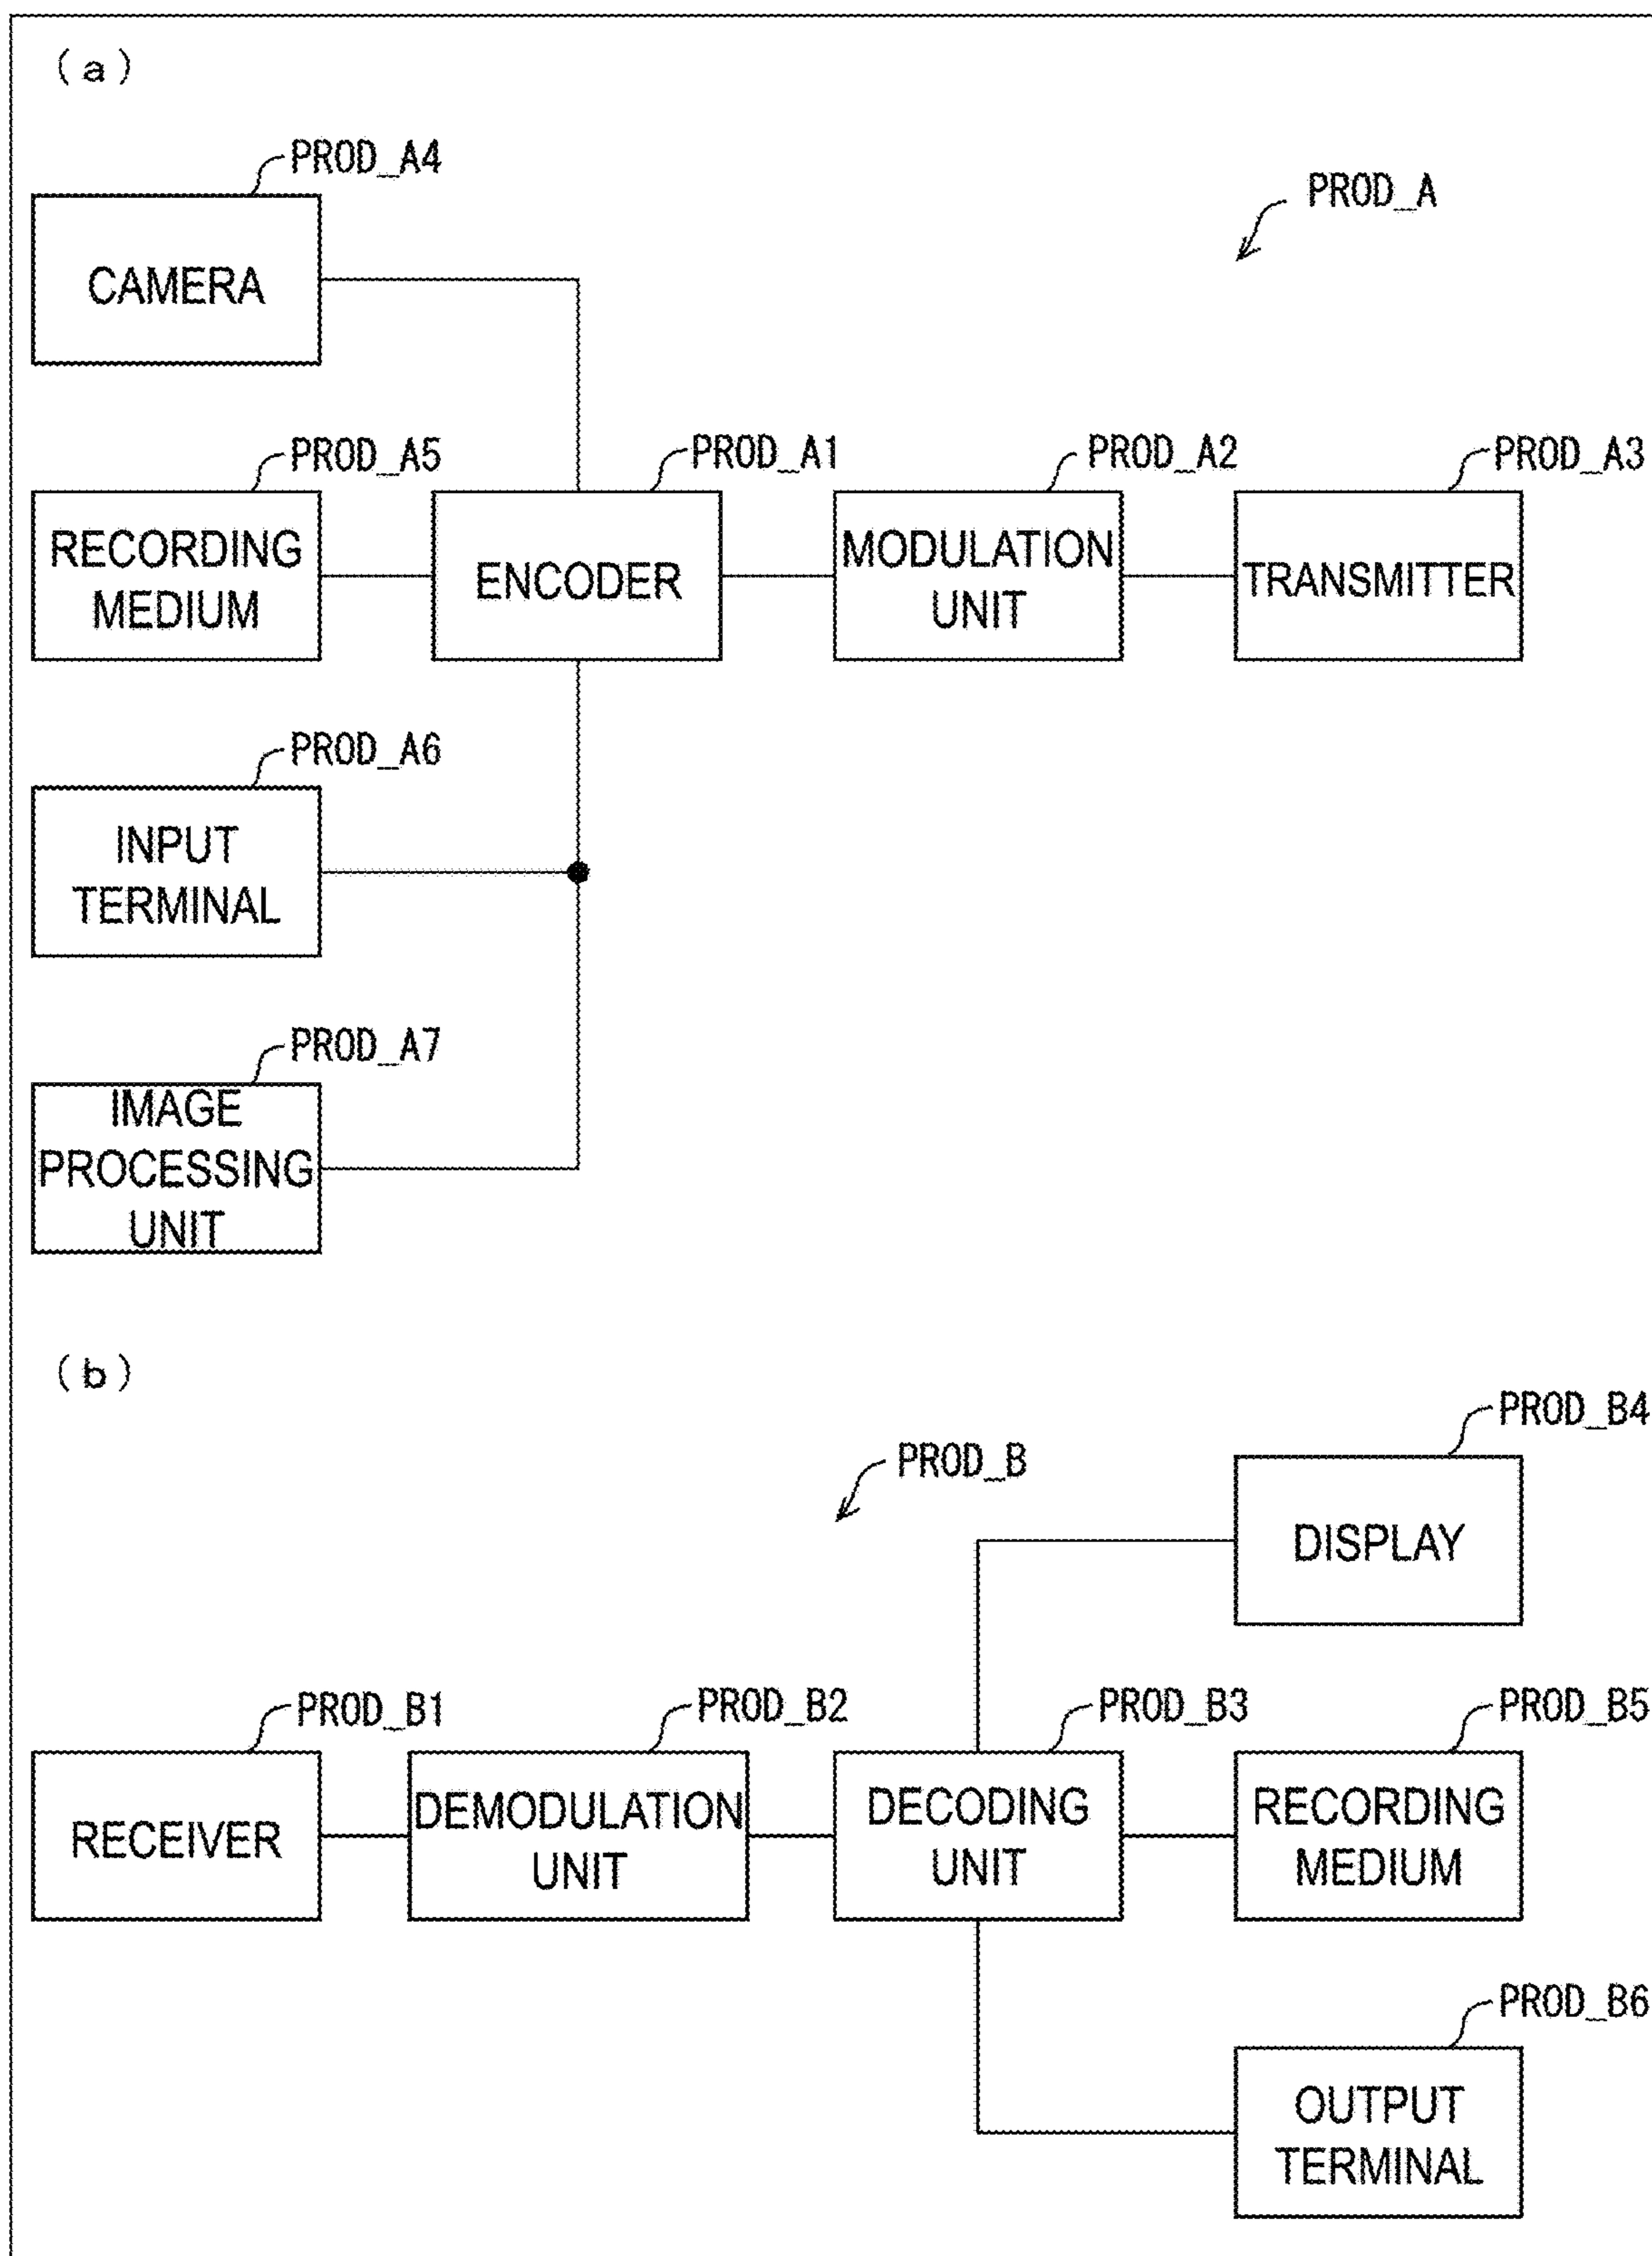 (a)
PROD_A4
PROD_A
CAMERA
PROD_A5
PROD_A1
PROD_A2
PROD_A3
RECORDING
MEDIUM
ENCODER
MODULATION
UNIT
TRANSMITTER
PROD_A6
INPUT
TERMINAL
PROD_A7
IMAGE
PROCESSING
UNIT
(b)
PROD_B4
PROD_B
DISPLAY
PROD_B1
PROD_B2
PROD_B3
PROD_B5
RECEIVER
DEMODULATION
UNIT
DECODING
UNIT
RECORDING
MEDIUM
PROD_B6
OUTPUT
TERMINAL